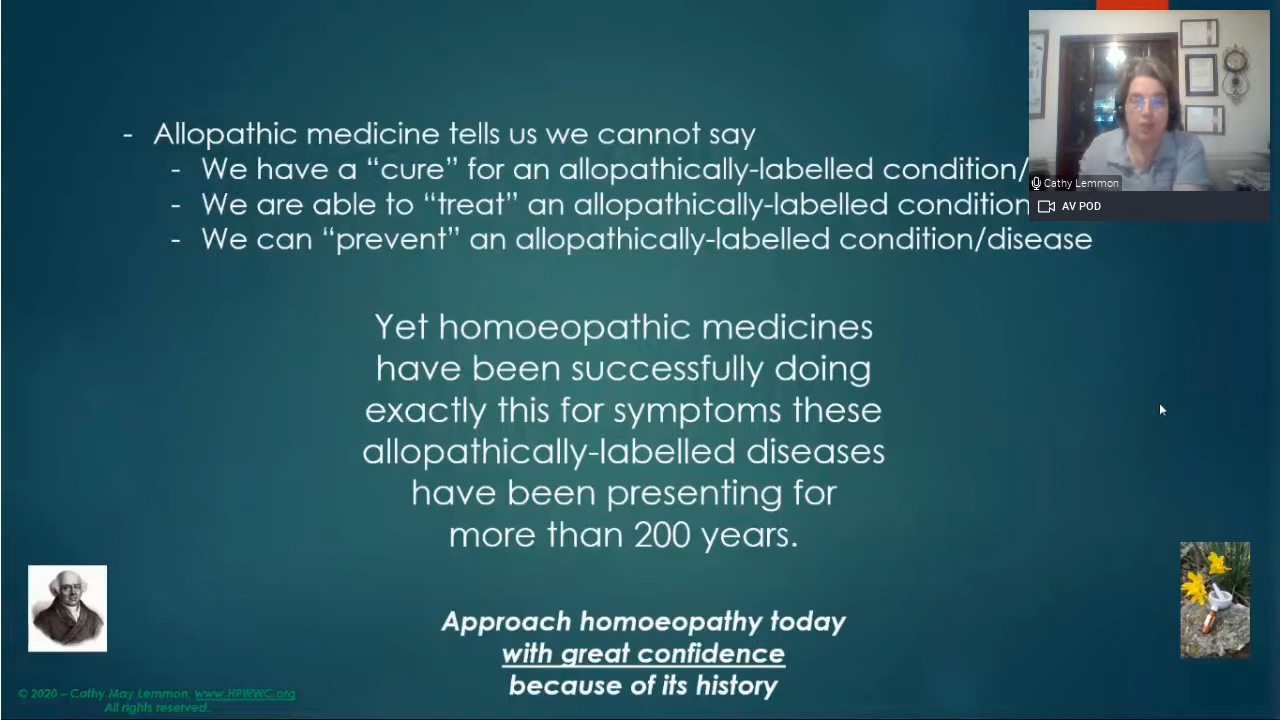 - Allopathic medicine tells us we cannot say
- We have a “cure” for an allopathically-labelled condition/
- We are able to “treat” an allopathically-labelled condition
- We can “prevent” an allopathically-labelled condition/disease
Cathy Lemmon
AV POD
Yet homoeopathic medicines
have been successfully doing
exactly this for symptoms these
allopathically-labelled diseases
have been presenting for
more than 200 years.
Approach homoeopathy today
with great confidence
because of its history
© 2020 – Cathy May Lemmon, www.HPWWC.org
All rights reserved.